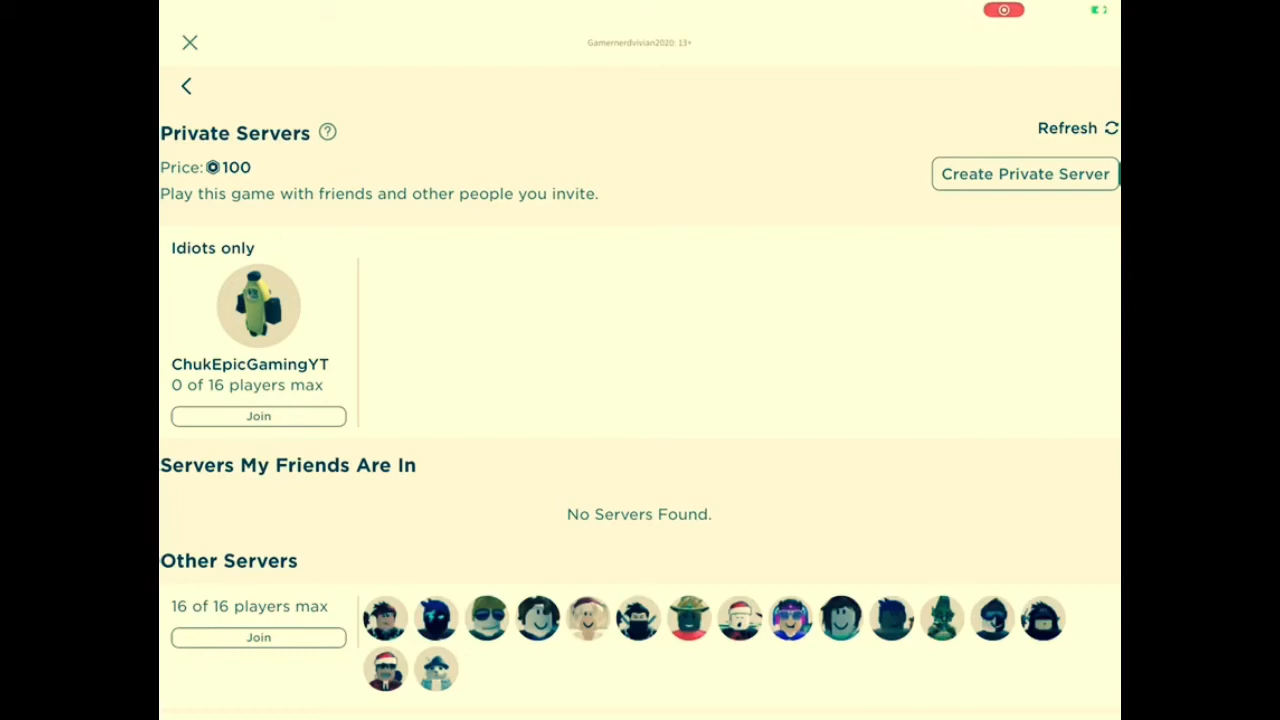 Gamernerdvivian2020: 13+
Private Servers ?
Refresh
Price: 100
Create Private Server
Play this game with friends and other people you invite.
Idiots only
ChukEpicGamingYT
0 of 16 players max
Join
Servers My Friends Are In
No Servers Found.
Other Servers
16 of 16 players max
Join